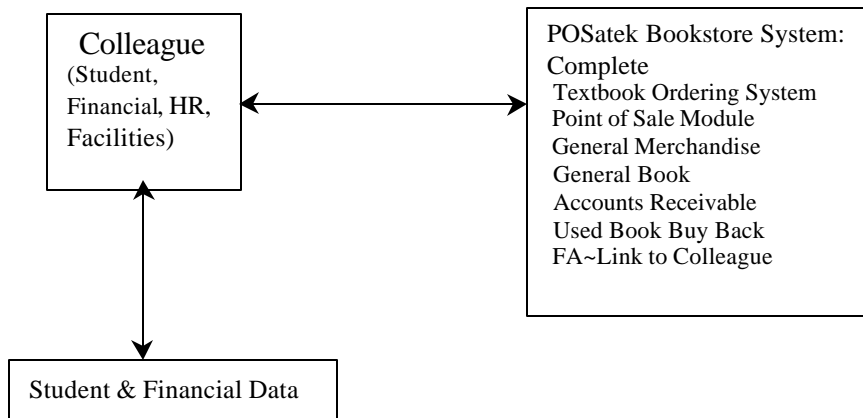 Colleague
(Student,
Financial, HR,
Facilities)
POSatek Bookstore System:
Complete
Textbook Ordering System
Point of Sale Module
General Merchandise
General Book
Accounts Receivable
Used Book Buy Back
FA~Link to Colleague
Student & Financial Data